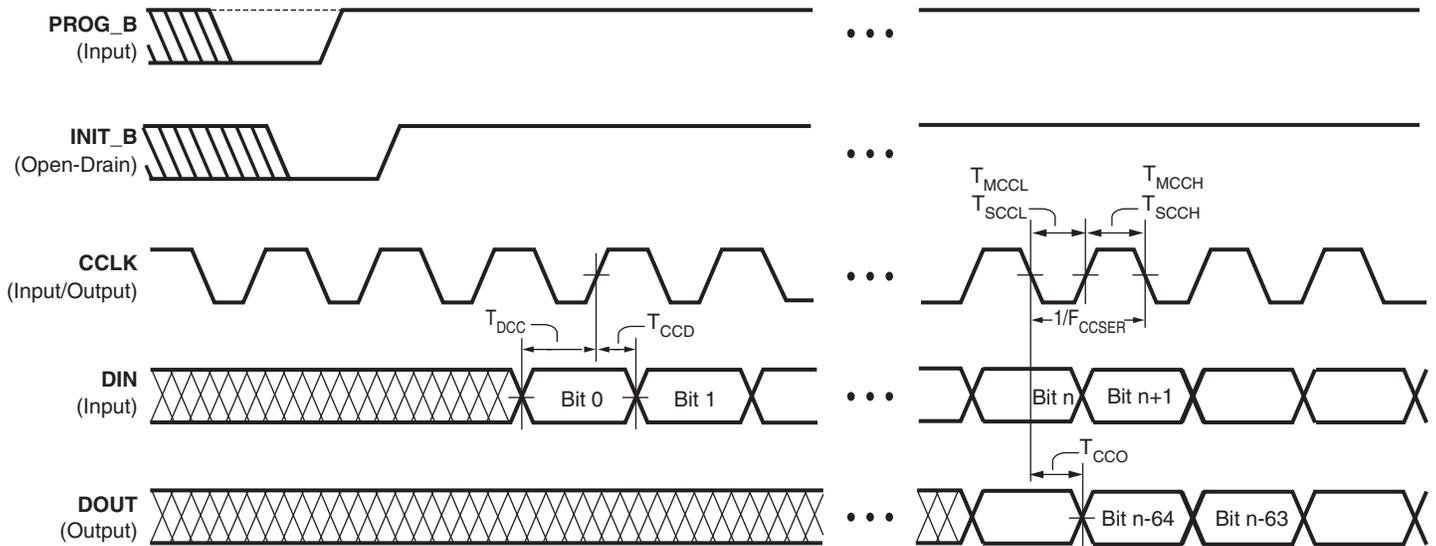 PROG_B
(Input)
INIT_B
(Open-Drain)
T_MCCL
T_SCCL
T_MCCH
T_SCCH
CCLK
(Input/Output)
1/F_CCSER
T_DCC
T_CCD
DIN
(Input)
Bit 0
Bit 1
Bit n
Bit n+1
T_CCO
DOUT
(Output)
Bit n-64
Bit n-63